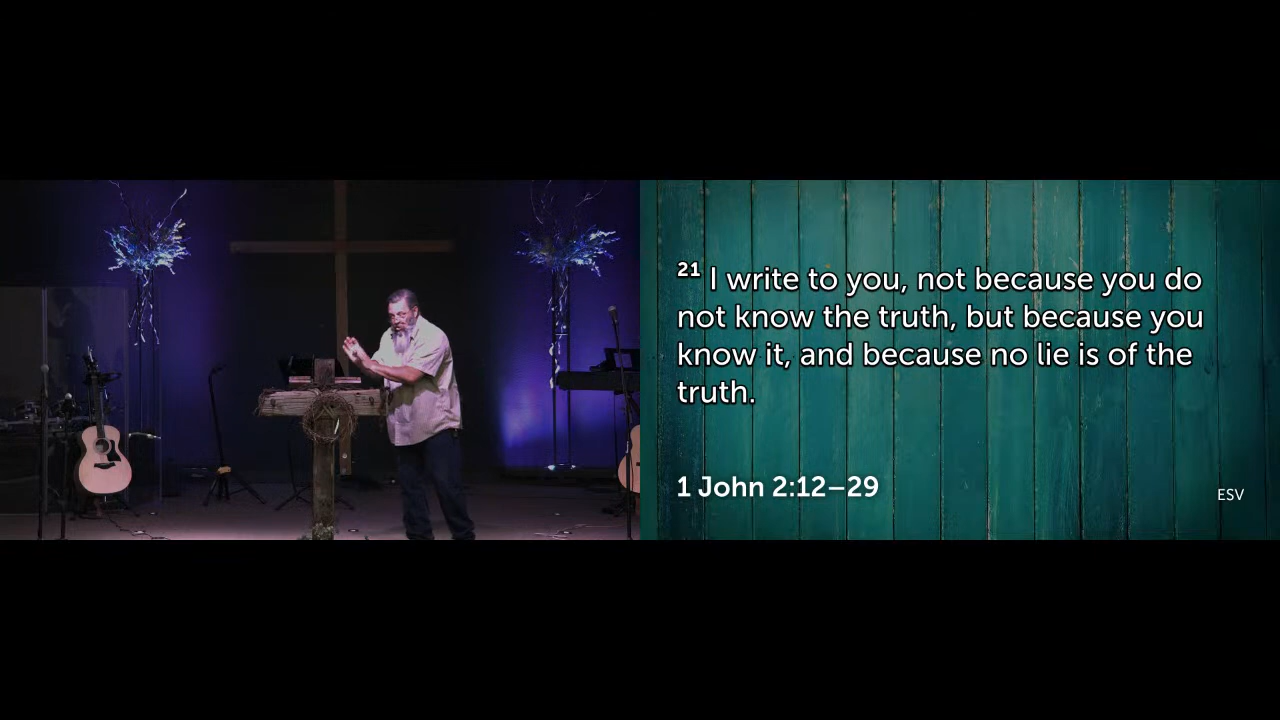 21 I write to you, not because you do
not know the truth, but because you
know it, and because no lie is of the
truth.
1 John 2:12–29
ESV